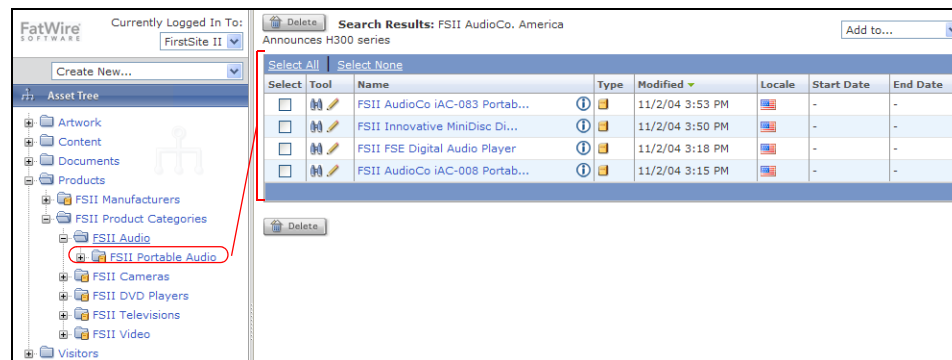 FatWire
SOFTWARE
Currently Logged In To:
FirstSite II
Create New...
Asset Tree
Artwork
Content
Documents
Products
FSII Manufacturers
FSII Product Categories
FSII Audio
FSII Portable Audio
FSII Cameras
FSII DVD Players
FSII Televisions
FSII Video
Visitors
Delete Search Results: FSII AudioCo. America
Announces H300 series
Add to...
Select All Select None
Select Tool Name Type Modified Locale Start Date End Date
FSII AudioCo iAC-083 Portab... 11/2/04 3:53 PM - -
FSII Innovative MiniDisc Di... 11/2/04 3:50 PM - -
FSII FSE Digital Audio Player 11/2/04 3:18 PM - -
FSII AudioCo iAC-008 Portab... 11/2/04 3:15 PM - -
Delete